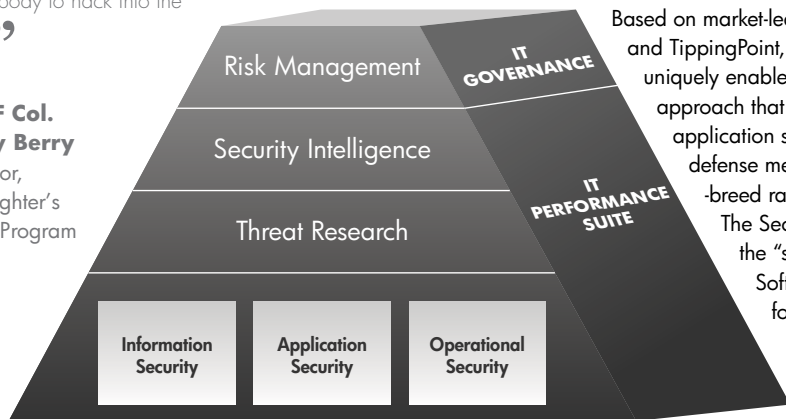 body to hack into the
”
F Col.
y Berry
or,
ghter’s
Program
Risk Management
Security Intelligence
Threat Research
Information
Security
Application
Security
Operational
Security
IT
GOVERNANCE
IT
PERFORMANCE
SUITE
Based on market-lea
and TippingPoint,
uniquely enable
approach that
application s
defense me
-breed ra
The Sec
the “s
Soft
fo